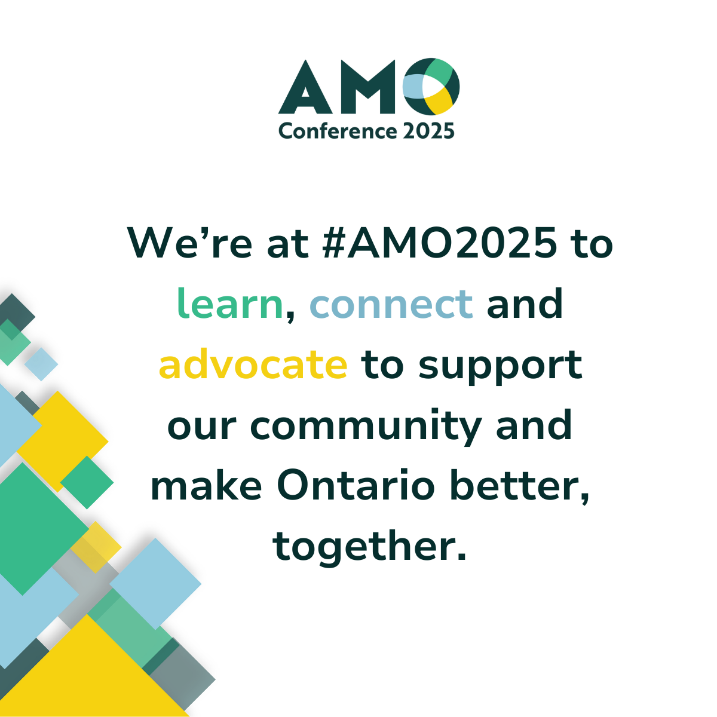 AMO
Conference 2025
We’re at #AMO2025 to
learn, connect and
advocate to support
our community and
make Ontario better,
together.